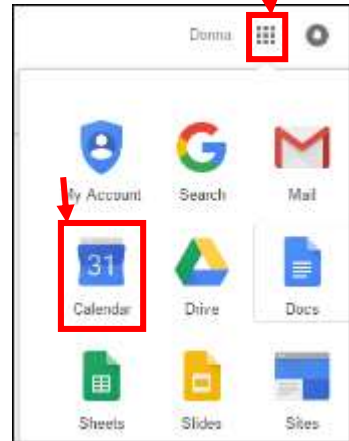 Donna
My Account Search Mail
31
Calendar Drive Docs
Sheets Slides Sites